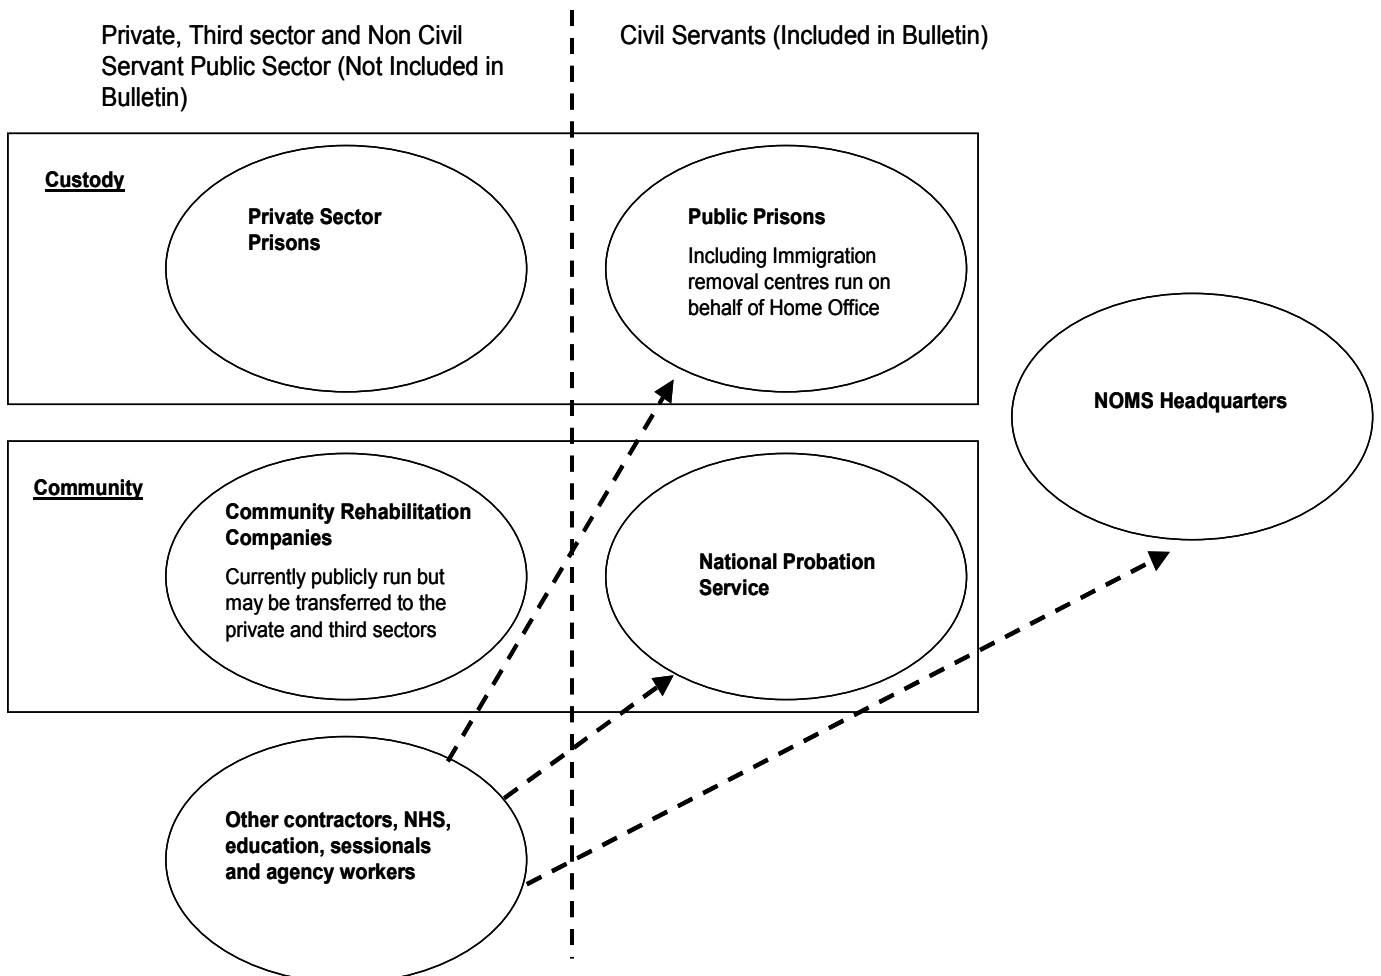 Private, Third sector and Non Civil
Servant Public Sector (Not Included in
Bulletin)
Civil Servants (Included in Bulletin)
Custody
Private Sector
Prisons
Public Prisons
Including Immigration
removal centres run on
behalf of Home Office
NOMS Headquarters
Community
Community Rehabilitation
Companies
Currently publicly run but
may be transferred to the
private and third sectors
National Probation
Service
Other contractors, NHS,
education, sessionals
and agency workers